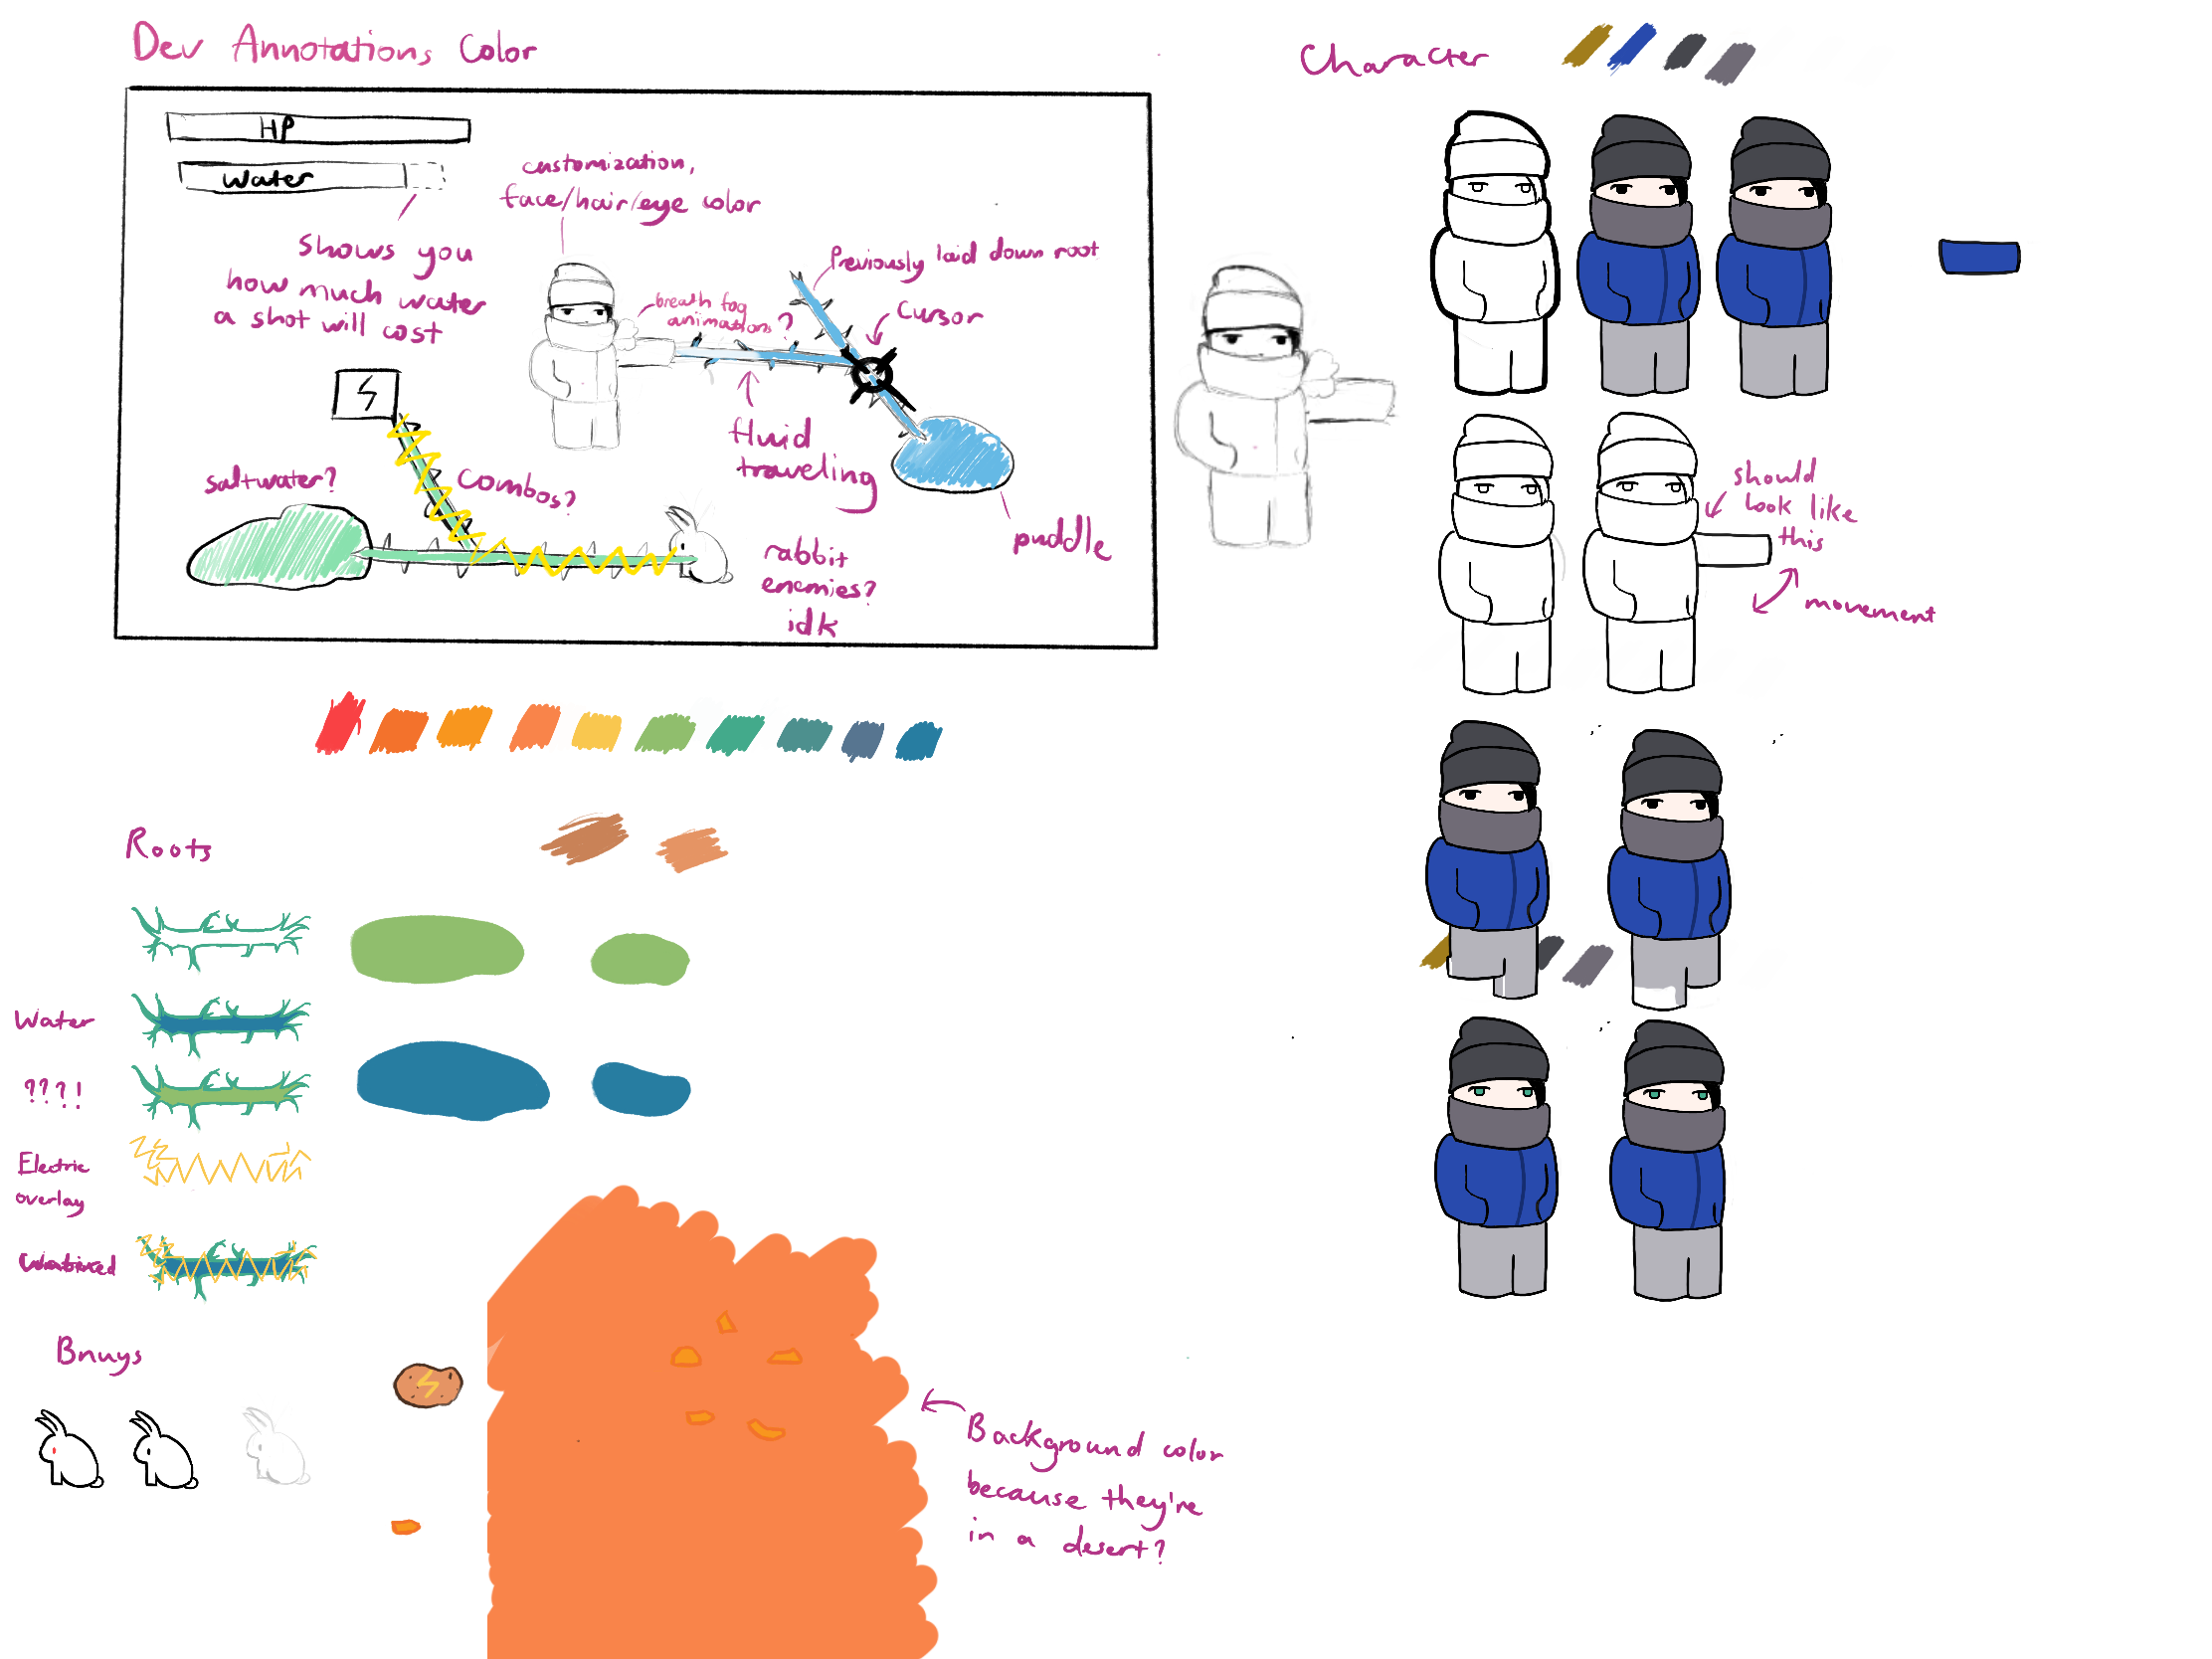 Dev Annotations Color
HP
Water
Shows you
how much water
a shot will cost
customization,
face/hair/eye color
breath fog
animations?
Previously laid down root
Cursor
fluid
traveling
puddle
saltwater?
Combos?
rabbit
enemies?
idk
Character
should
look like
this
movement
Roots
Water
???!
Electric
overlay
Bnuys
Background color
because they're
in a desert?